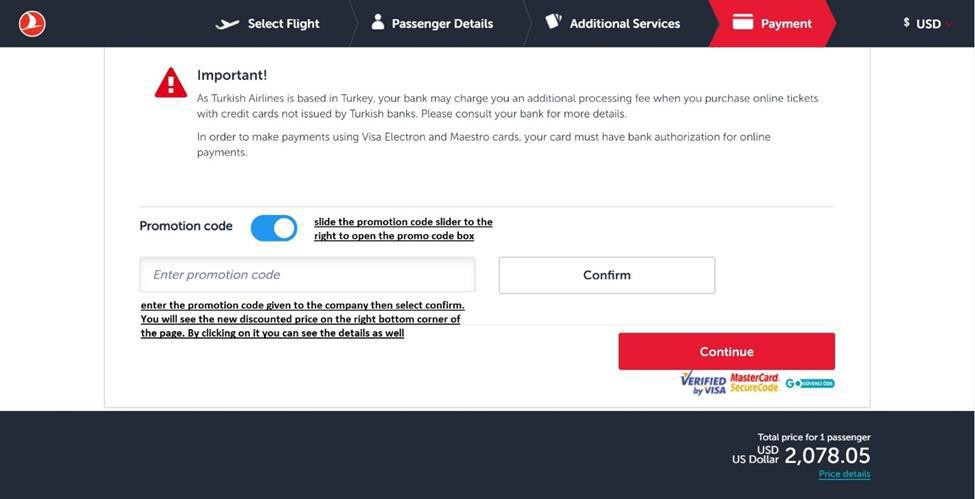 Select Flight
Passenger Details
Additional Services
Payment
$ USD
Important!
As Turkish Airlines is based in Turkey, your bank may charge you an additional processing fee when you purchase online tickets
with credit cards not issued by Turkish banks. Please consult your bank for more details.
In order to make payments using Visa Electron and Maestro cards, your card must have bank authorization for online
payments.
Promotion code
slide the promotion code slider to the
right to open the promo code box
Enter promotion code
Confirm
enter the promotion code given to the company then select confirm.
You will see the new discounted price on the right bottom corner of
the page. By clicking on it you can see the details as well
Continue
VERIFIED
by VISA
MasterCard.
SecureCode.
GO GÜVENLİ ÖDE
Total price for 1 passenger
USD
US Dollar
2,078.05
Price details